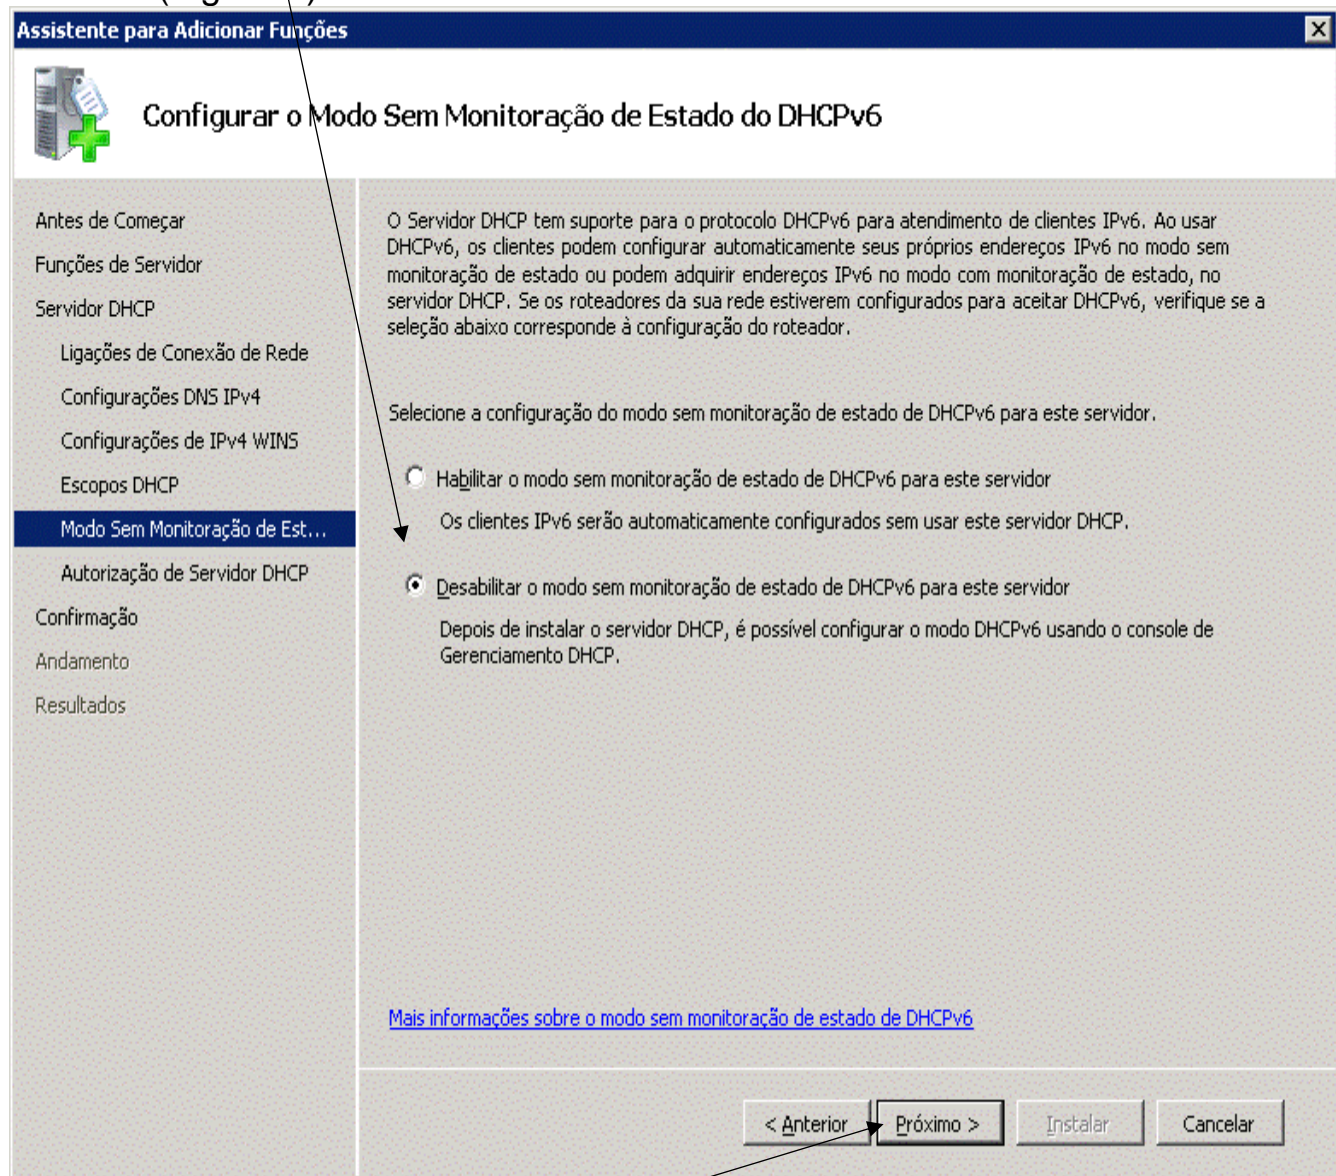 Assistente para Adicionar Funções
Configurar o Modo Sem Monitoração de Estado do DHCPv6
Antes de Começar
Funções de Servidor
Servidor DHCP
Ligações de Conexão de Rede
Configurações DNS IPv4
Configurações de IPv4 WINS
Escopos DHCP
Modo Sem Monitoração de Est...
Autorização de Servidor DHCP
Confirmação
Andamento
Resultados
O Servidor DHCP tem suporte para o protocolo DHCPv6 para atendimento de clientes IPv6. Ao usar
DHCPv6, os clientes podem configurar automaticamente seus próprios endereços IPv6 no modo sem
monitoração de estado ou podem adquirir endereços IPv6 no modo com monitoração de estado, no
servidor DHCP. Se os roteadores da sua rede estiverem configurados para aceitar DHCPv6, verifique se a
seleção abaixo corresponde à configuração do roteador.
Selecione a configuração do modo sem monitoração de estado de DHCPv6 para este servidor.
Habilitar o modo sem monitoração de estado de DHCPv6 para este servidor
Os clientes IPv6 serão automaticamente configurados sem usar este servidor DHCP.
Desabilitar o modo sem monitoração de estado de DHCPv6 para este servidor
Depois de instalar o servidor DHCP, é possível configurar o modo DHCPv6 usando o console de
Gerenciamento DHCP.
Mais informações sobre o modo sem monitoração de estado de DHCPv6
< Anterior Próximo > Instalar Cancelar